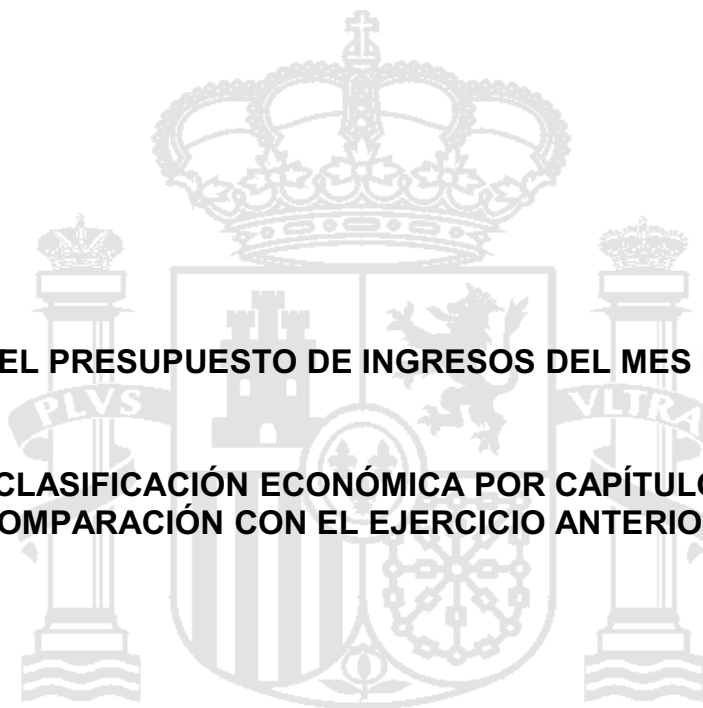 EL PRESUPUESTO DE INGRESOS DEL MES
PLVS VLTRA
CLASIFICACIÓN ECONÓMICA POR CAPÍTULO
OMPARACIÓN CON EL EJERCICIO ANTERIO